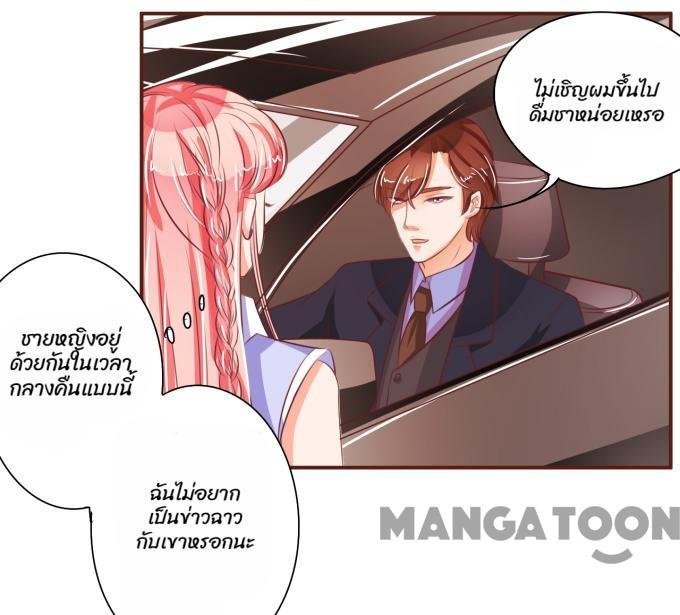 ไม่เชิญผมขึ้นไป
ดื่มชาหน่อยเหรอ
ชายหญิงอยู่
ด้วยกันในเวลา
กลางคืนแบบนี้
ฉันไม่อยาก
เป็นข่าวฉาว
กับเขาหรอกนะ
MANGATOON